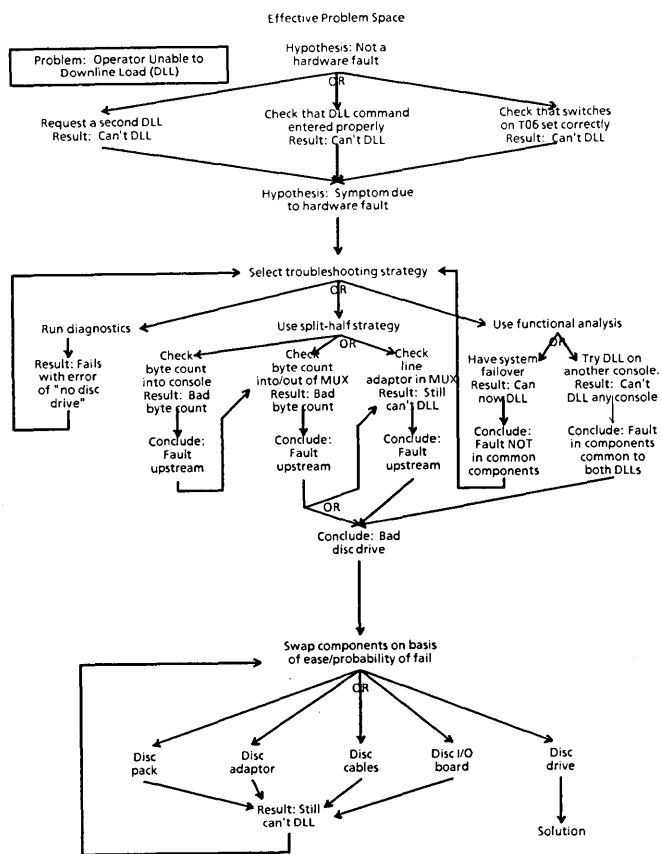 Effective Problem Space
Problem: Operator Unable to
Downline Load (DLL)
Hypothesis: Not a
hardware fault
OR
Request a second DLL
Result: Can't DLL
Check that DLL command
entered properly
Result: Can't DLL
Check that switches
on T06 set correctly
Result: Can't DLL
Hypothesis: Symptom due
to hardware fault
Select troubleshooting strategy
OR
Run diagnostics
Result: Fails
with error
of "no disc
drive"
Use split-half strategy
OR
Check
byte count
into console
Result: Bad
byte count
Conclude:
Fault
upstream
Check
byte count
into/out of MUX
Result: Bad
byte count
Conclude:
Fault
upstream
Check
line
adaptor in MUX
Result: Still
can't DLL
Conclude:
Fault
upstream
Use functional analysis
OR
Have system
failover
Result: Can
now DLL
Conclude:
Fault NOT
in common
components
Try DLL on
another console.
Result: Can't
DLL any console
Conclude: Fault
in components
common to
both DLLs
OR
Conclude: Bad
disc drive
Swap components on basis
of ease/probability of fail
OR
Disc
pack
Disc
adaptor
Disc
cables
Disc I/O
board
Disc
drive
Result: Still
can't DLL
Solution